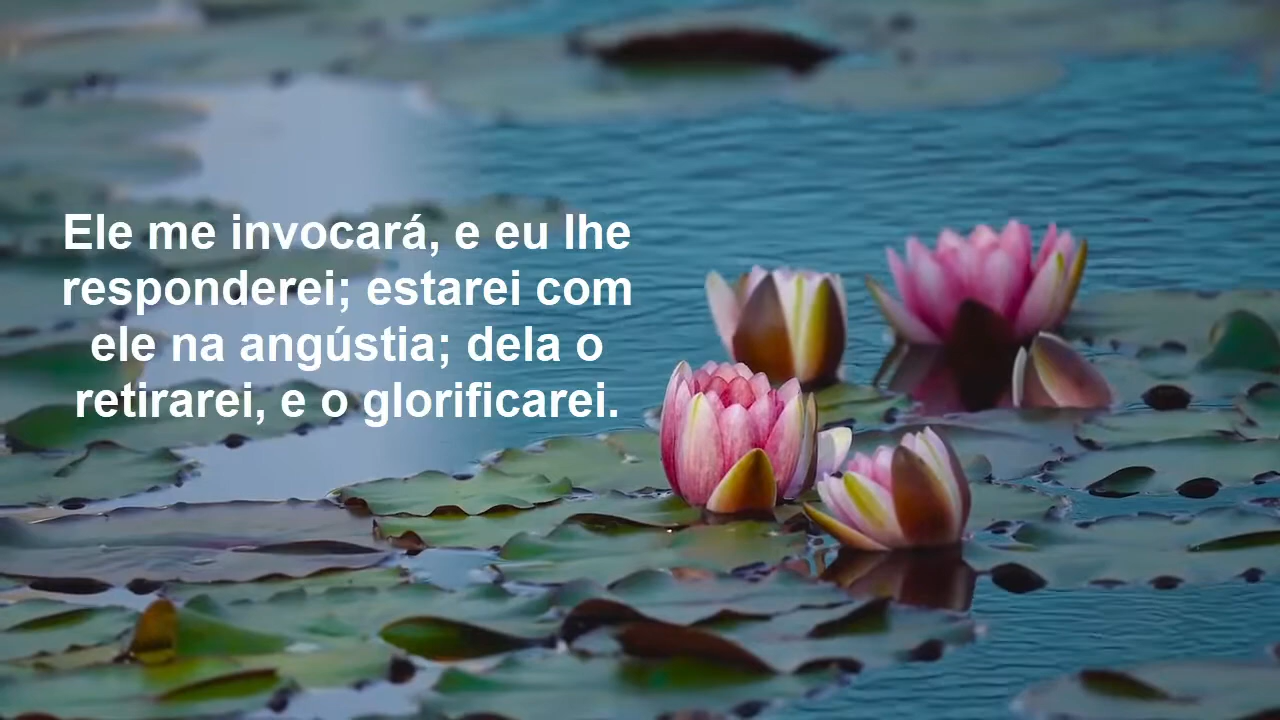 Ele me invocará, e eu lhe
responderei; estarei com
ele na angústia; dela o
retirarei, e o glorificarei.